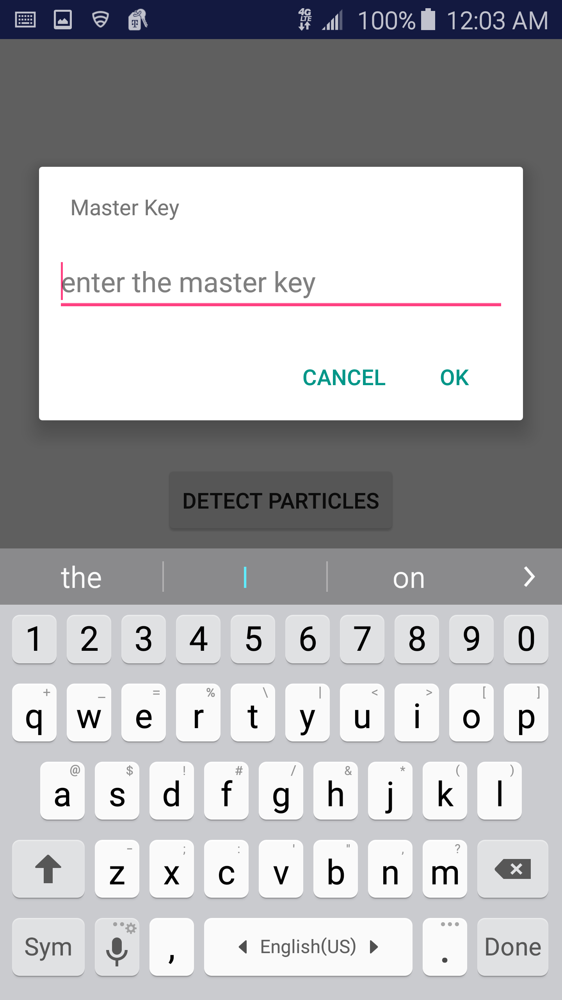 4G LTE 100% 12:03 AM
Master Key
enter the master key
CANCEL OK
DETECT PARTICLES
the I on
1 2 3 4 5 6 7 8 9 0
+ _ = % \ | < > [ ]
q w e r t y u i o p
@ $ ! # / & * ( )
a s d f g h j k l
- ; : ' " , ?
z x c v b n m
Sym , English(US) . Done